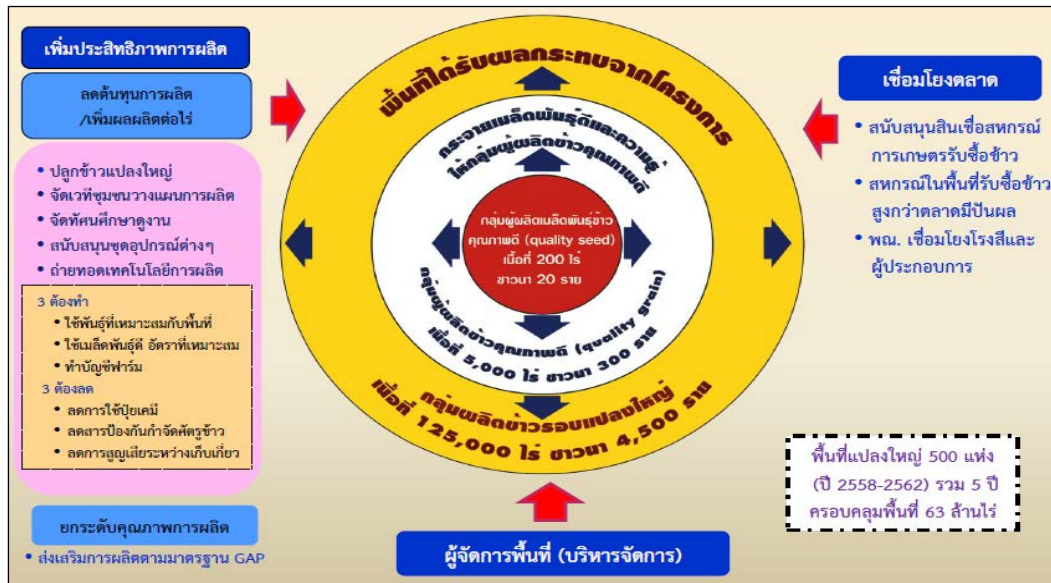 เพิ่มประสิทธิภาพการผลิต
ลดต้นทุนการผลิต
/เพิ่มผลผลิตต่อไร่
• ปลูกข้าวแปลงใหญ่
• จัดเวทีชุมชนวางแผนการผลิต
• จัดทัศนศึกษาดูงาน
• สนับสนุนชุดอุปกรณ์ต่างๆ
• ถ่ายทอดเทคโนโลยีการผลิต
3 ต้องทำ
• ใช้พันธุ์ที่เหมาะสมกับพื้นที่
• ใช้เมล็ดพันธุ์ดี อัตราที่เหมาะสม
• ทำบัญชีฟาร์ม
3 ต้องลด
• ลดการใช้ปุ๋ยเคมี
• ลดสารป้องกันกำจัดศัตรูข้าว
• ลดการสูญเสียระหว่างเก็บเกี่ยว
ยกระดับคุณภาพการผลิต
• ส่งเสริมการผลิตตามมาตรฐาน GAP
พื้นที่ได้รับผลกระทบจากโครงการ
กระจายเมล็ดพันธุ์ดีและความรู้
ให้กลุ่มผู้ผลิตข้าวคุณภาพดี
กลุ่มผู้ผลิตเมล็ดพันธุ์ข้าว
คุณภาพดี (quality seed)
เนื้อที่ 200 ไร่
ชาวนา 20 ราย
กลุ่มผู้ผลิตข้าวคุณภาพดี (quality grain)
เนื้อที่ 5,000 ไร่ ชาวนา 300 ราย
กลุ่มผลิตข้าวรอบแปลงใหญ่
เนื้อที่ 125,000 ไร่ ชาวนา 4,500 ราย
ผู้จัดการพื้นที่ (บริหารจัดการ)
เชื่อมโยงตลาด
• สนับสนุนสินเชื่อสหกรณ์
การเกษตรรับซื้อข้าว
• สหกรณ์ในพื้นที่รับซื้อข้าว
สูงกว่าตลาดมีปันผล
• พณ. เชื่อมโยงโรงสีและ
ผู้ประกอบการ
พื้นที่แปลงใหญ่ 500 แห่ง
(ปี 2558-2562) รวม 5 ปี
ครอบคลุมพื้นที่ 63 ล้านไร่